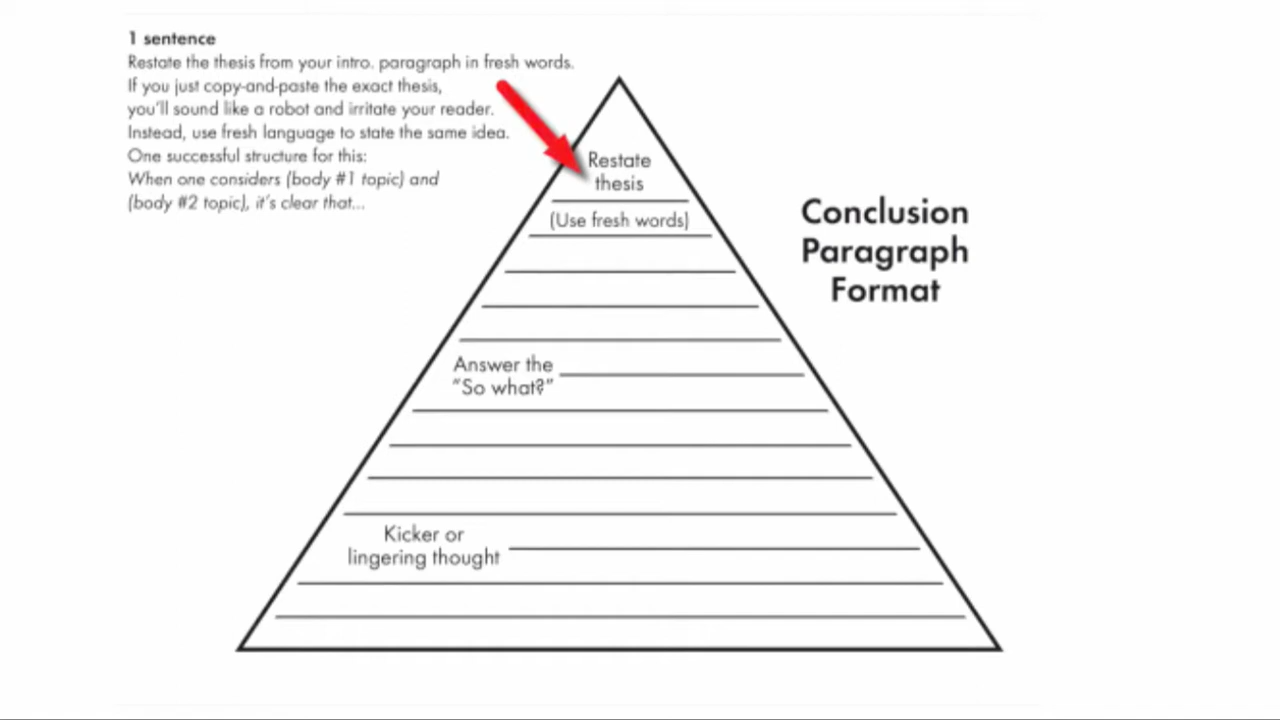 1 sentence
Restate the thesis from your intro. paragraph in fresh words.
If you just copy-and-paste the exact thesis,
you'll sound like a robot and irritate your reader.
Instead, use fresh language to state the same idea.
One successful structure for this:
When one considers (body #1 topic) and
(body #2 topic), it's clear that...
Restate
thesis
(Use fresh words)
Conclusion
Paragraph
Format
Answer the
"So what?"
Kicker or
lingering thought